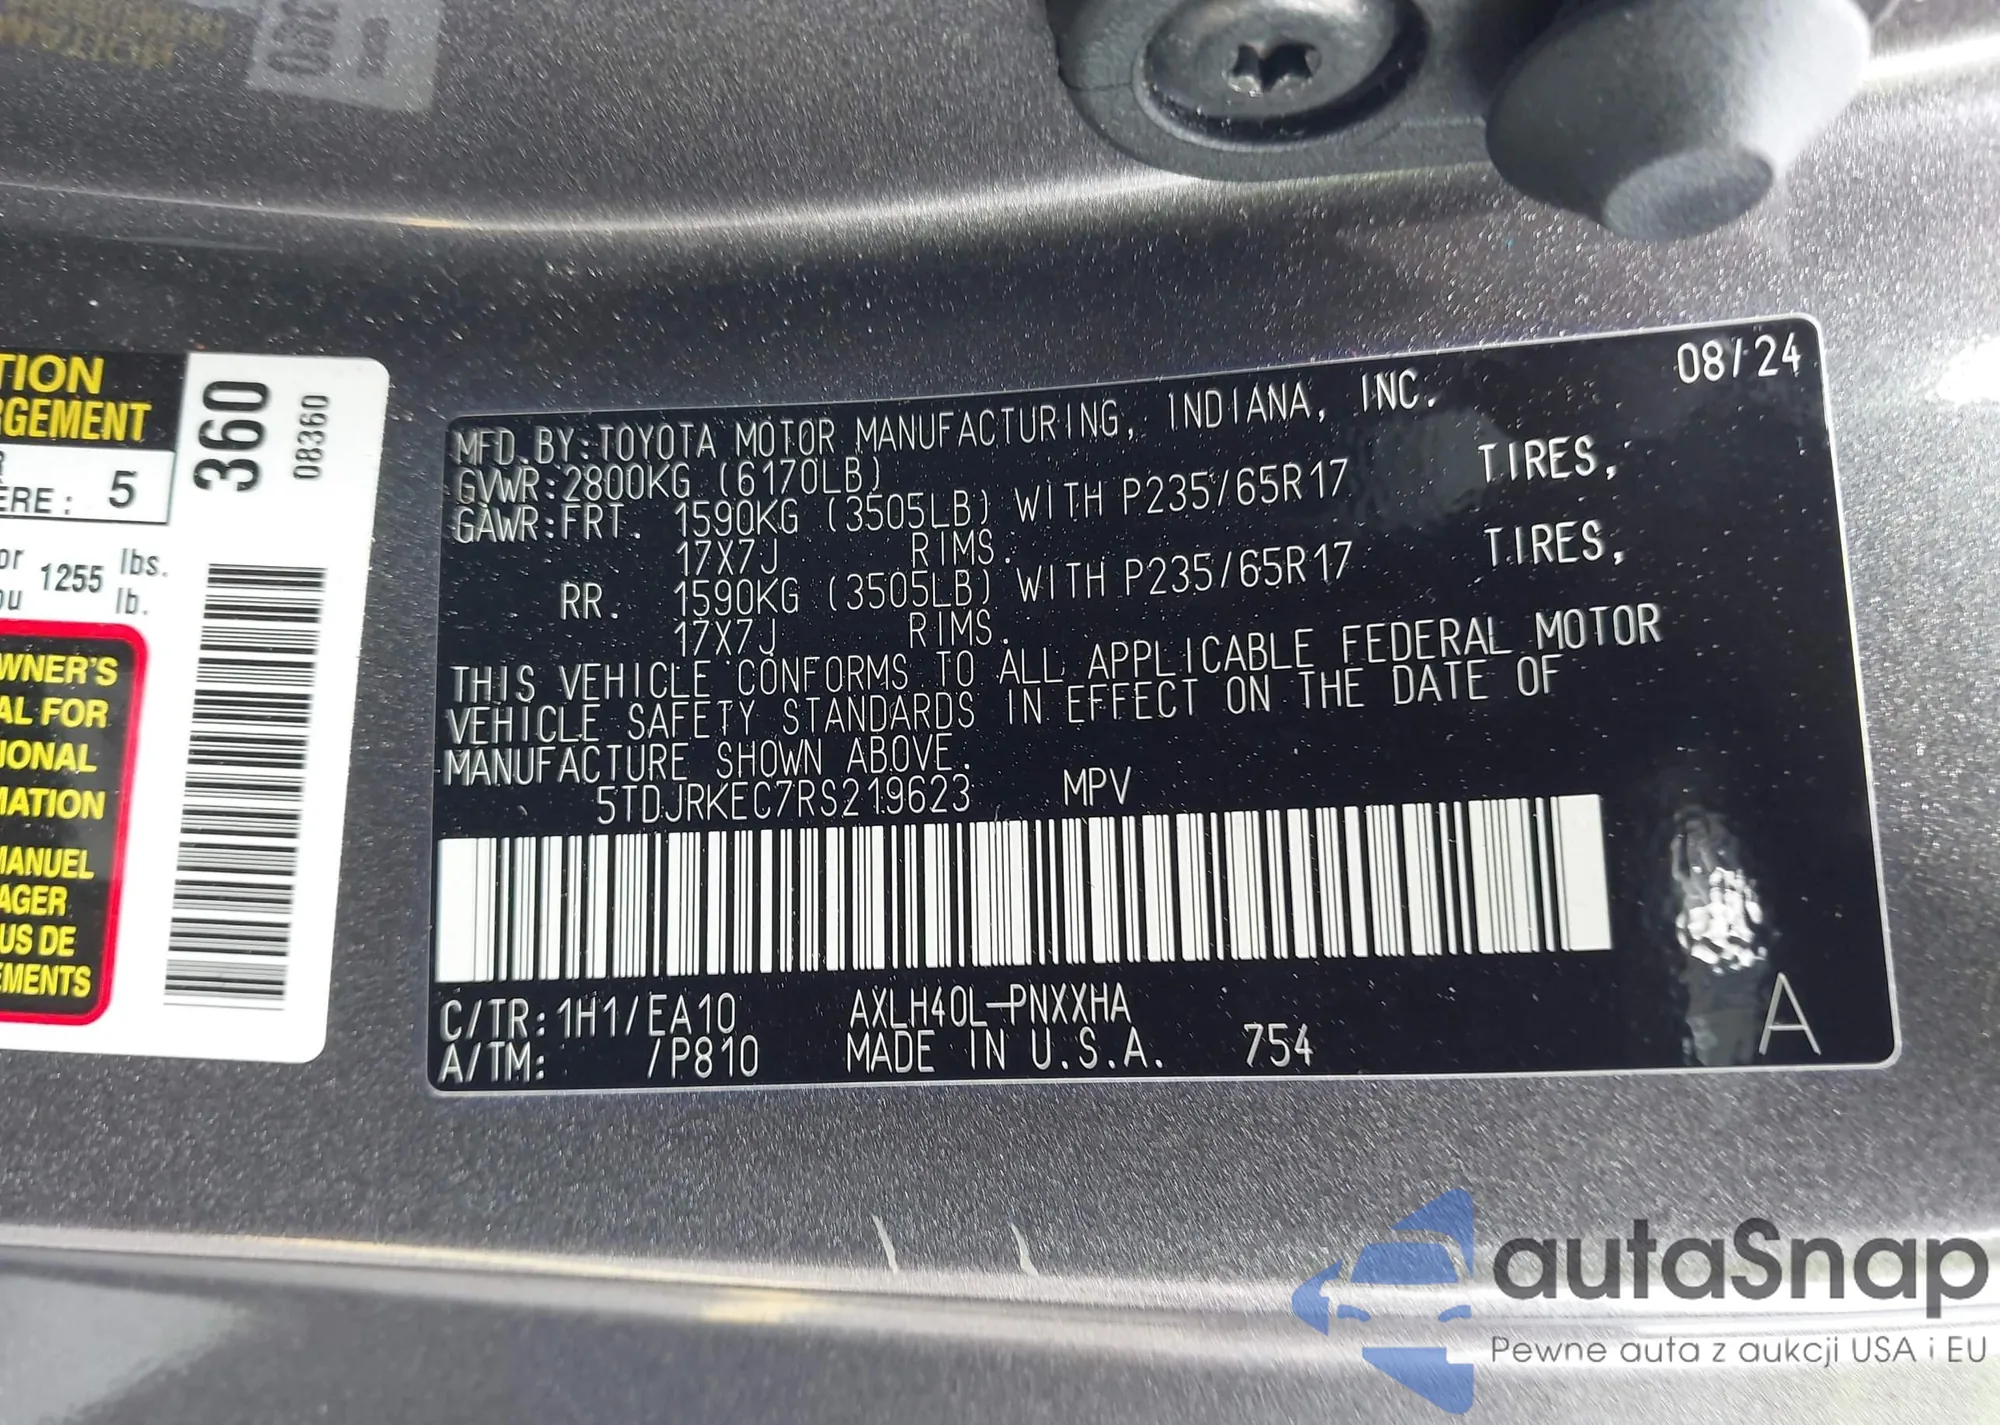 TION
RGEMENT
ERE: 5
or
ou
1255
lbs.
lb.
WNER'S
AL FOR
IONAL
MATION
MANUEL
AGER
US DE
EMENTS
360
08360
08/24
MFD. BY: TOYOTA MOTOR MANUFACTURING, INDIANA, INC.
GVWR: 2800KG (6170LB)
GAWR: FRT. 1590KG (3505LB) WITH P235/65R17 TIRES,
17X7J RIMS.
RR. 1590KG (3505LB) WITH P235/65R17 TIRES,
17X7J RIMS.
THIS VEHICLE CONFORMS TO ALL APPLICABLE FEDERAL MOTOR
VEHICLE SAFETY STANDARDS IN EFFECT ON THE DATE OF
MANUFACTURE SHOWN ABOVE.
5TDJRKEC7RS219623 MPV
C/TR: 1H1/EA10 AXLH40L-PNXXHA
A/TM: /P810 MADE IN U.S.A. 754 A
autaSnap
Pewne auta z aukcji USA i EU